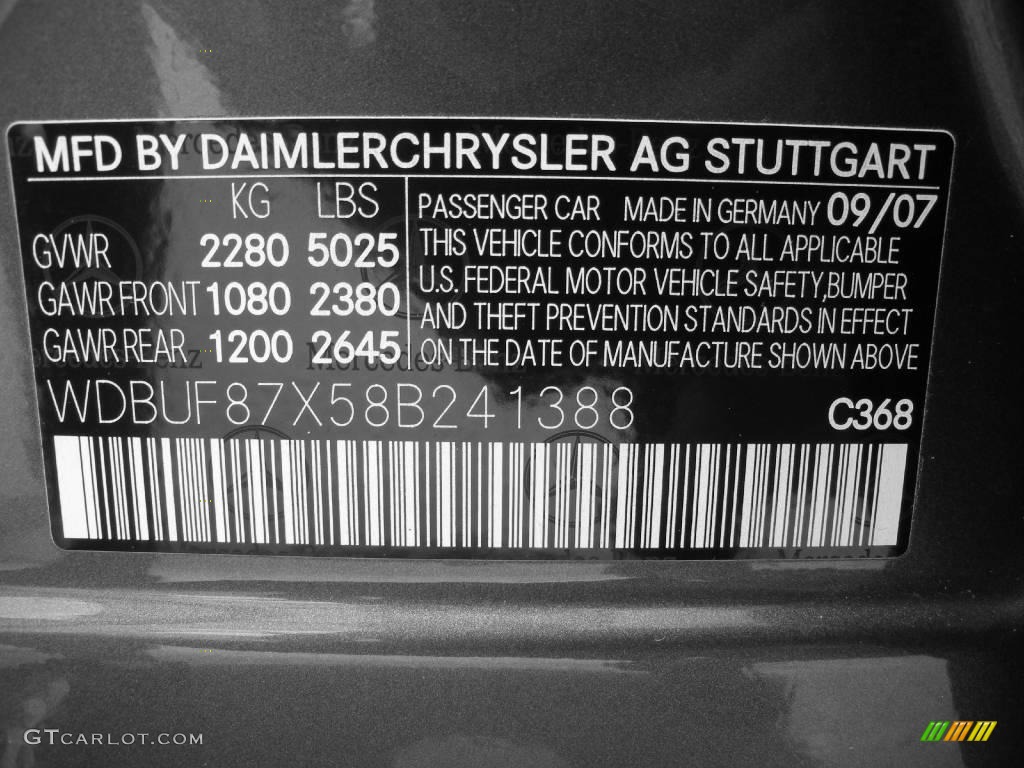 MFD BY DAIMLERCHRYSLER AG STUTTGART
KG LBS
GVWR 2280 5025
GAWR FRONT 1080 2380
GAWR REAR 1200 2645
PASSENGER CAR MADE IN GERMANY 09/07
THIS VEHICLE CONFORMS TO ALL APPLICABLE
U.S. FEDERAL MOTOR VEHICLE SAFETY, BUMPER
AND THEFT PREVENTION STANDARDS IN EFFECT
ON THE DATE OF MANUFACTURE SHOWN ABOVE
WDBUF87X58B241388
C368
GTCARLOT.COM